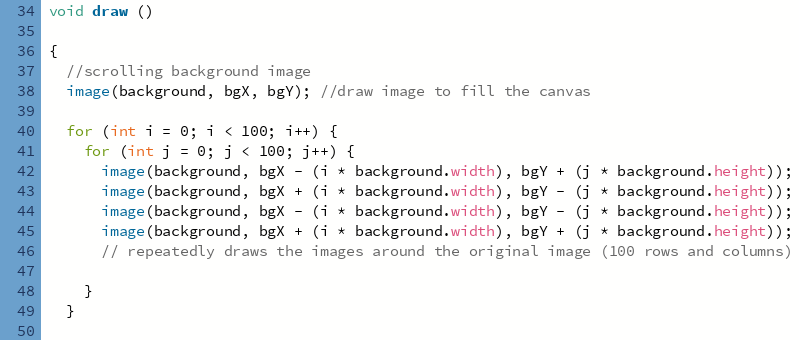 34 void draw ()
35
36 {
37   //scrolling background image
38   image(background, bgX, bgY); //draw image to fill the canvas
39
40   for (int i = 0; i < 100; i++) {
41     for (int j = 0; j < 100; j++) {
42       image(background, bgX - (i * background.width), bgY + (j * background.height));
43       image(background, bgX + (i * background.width), bgY - (j * background.height));
44       image(background, bgX - (i * background.width), bgY - (j * background.height));
45       image(background, bgX + (i * background.width), bgY + (j * background.height));
46       // repeatedly draws the images around the original image (100 rows and columns)
47
48     }
49   }
50